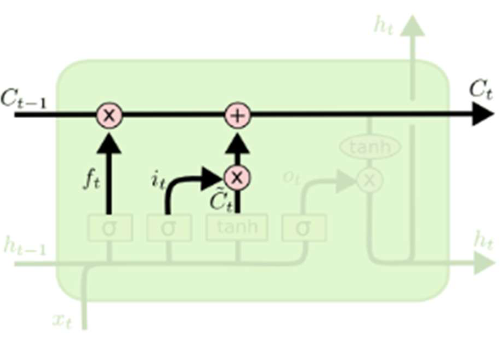 h_t
C_{t-1} × + C_t
tanh
f_t i_t × o_t ×
C̃_t
σ σ tanh σ
h_{t-1} h_t
x_t